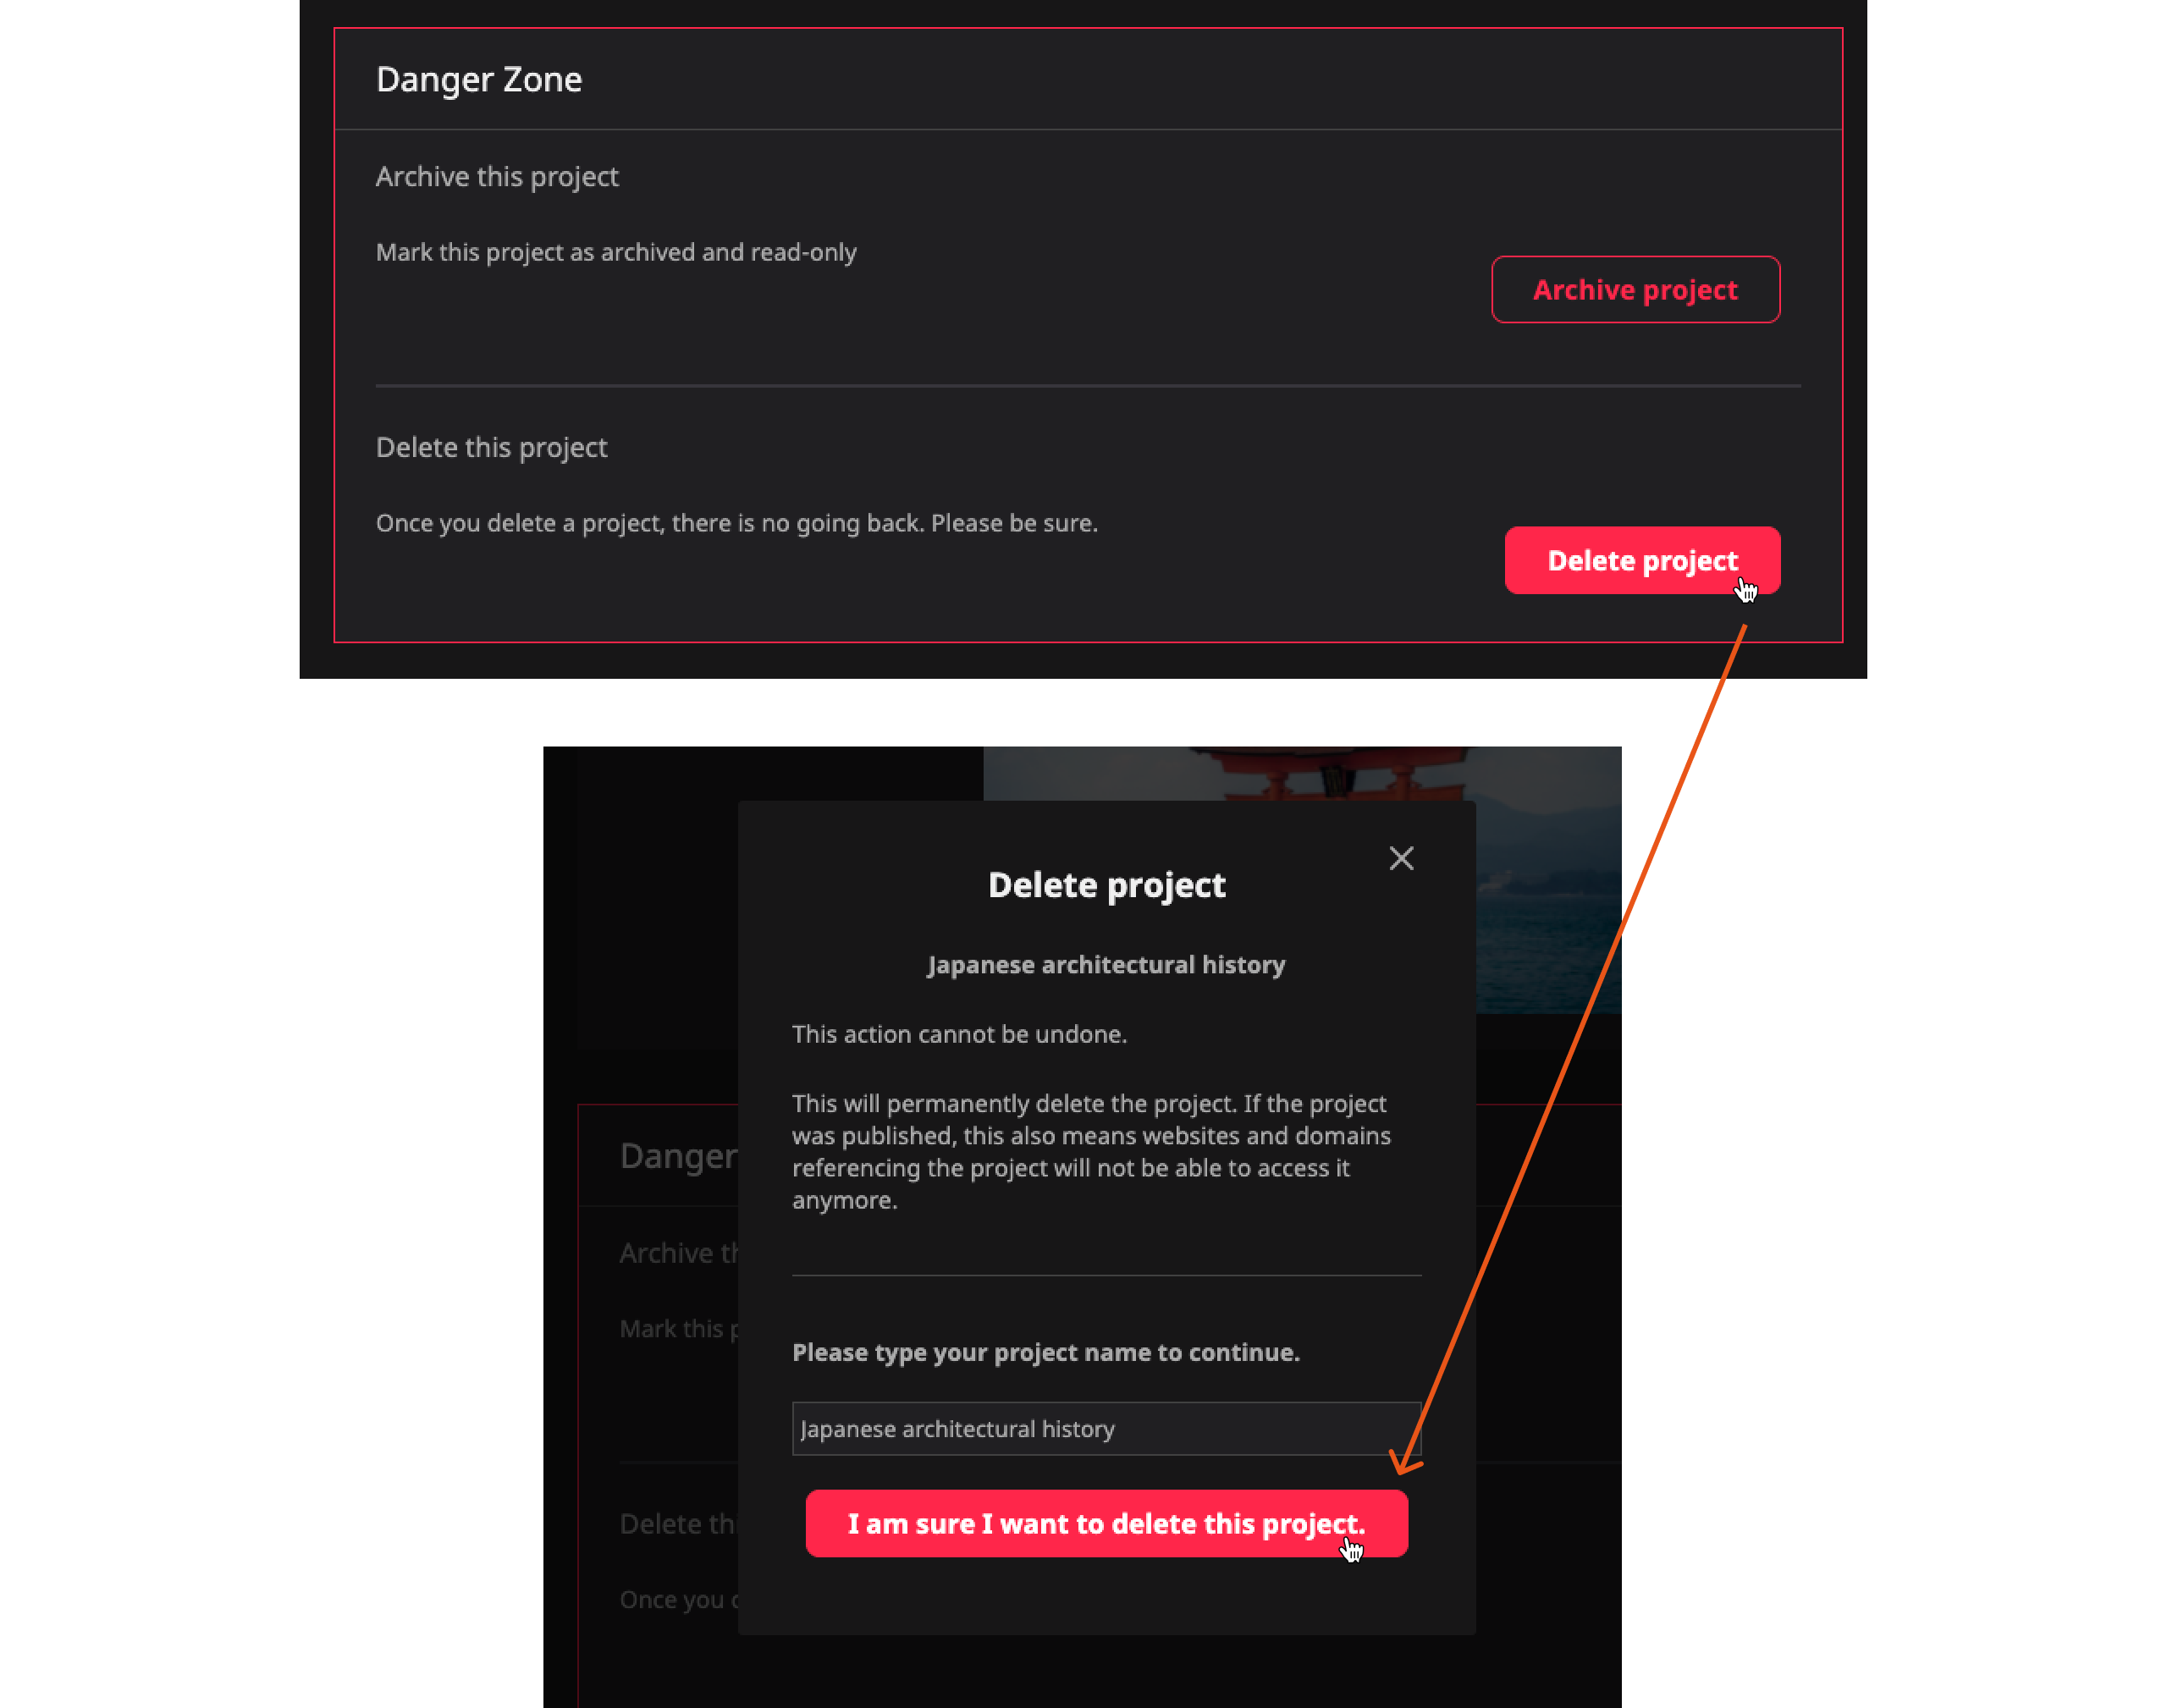 Danger Zone
Archive this project
Mark this project as archived and read-only
Archive project
Delete this project
Once you delete a project, there is no going back. Please be sure.
Delete project
Delete project
Japanese architectural history
This action cannot be undone.
This will permanently delete the project. If the project
was published, this also means websites and domains
referencing the project will not be able to access it
anymore.
Please type your project name to continue.
Japanese architectural history
I am sure I want to delete this project.
Danger
Archive th
Mark this p
Delete thi
Once you d